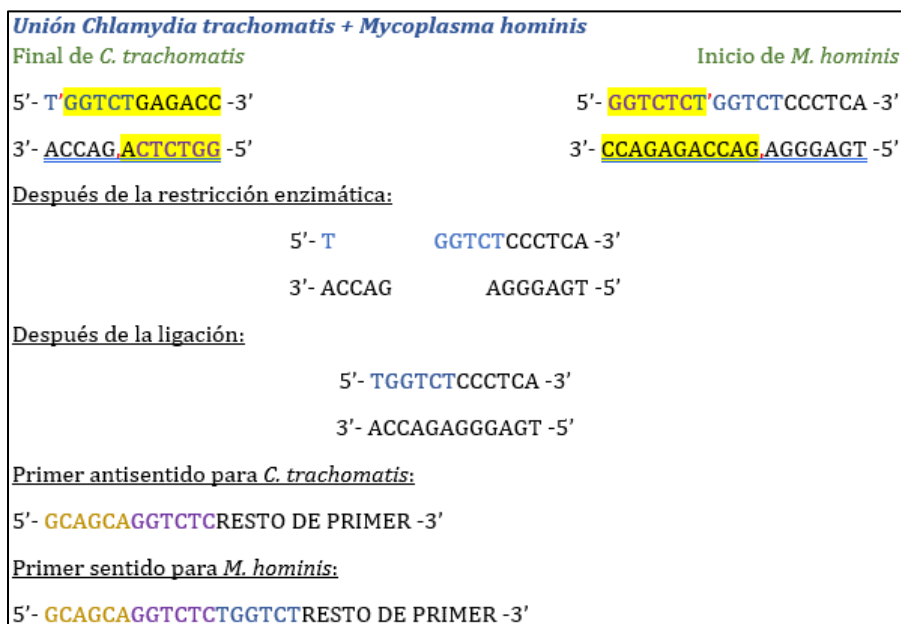 Unión Chlamydia trachomatis + Mycoplasma hominis
Final de C. trachomatis Inicio de M. hominis
5’- T’GGTCTGAGACC -3’ 5’- GGTCTCT’GGTCTCCCTCA -3’
3’- ACCAG,ACTCTGG -5’ 3’- CCAGAGACCAG,AGGGAGT -5’
Después de la restricción enzimática:
5’- T GGTCTCCCTCA -3’
3’- ACCAG AGGGAGT -5’
Después de la ligación:
5’- TGGTCTCCCTCA -3’
3’- ACCAGAGGGAGT -5’
Primer antisentido para C. trachomatis:
5’- GCAGCAGGTCTCRESTO DE PRIMER -3’
Primer sentido para M. hominis:
5’- GCAGCAGGTCTCTGGTCTRESTO DE PRIMER -3’